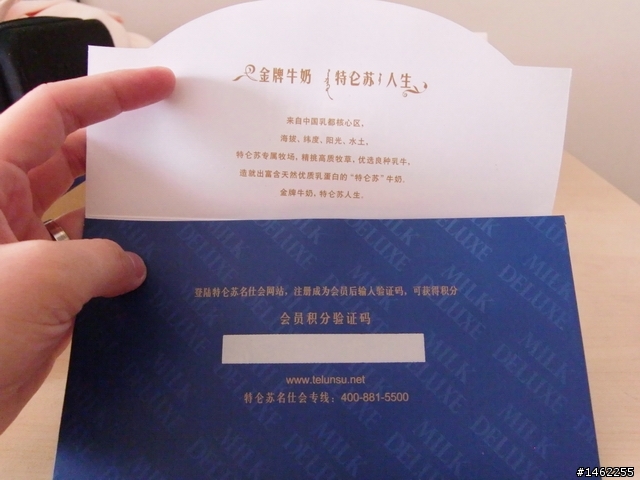 金牌牛奶 特仑苏人生
来自中国乳都核心区,
海拔, 纬度, 阳光, 水土,
特仑苏专属牧场, 精挑高质牧草, 优选良种乳牛,
造就出富含天然优质乳蛋白的“特仑苏”牛奶.
金牌牛奶, 特仑苏人生.
MILK DELUXE
登陆特仑苏名仕会网站, 注册成为会员后输入验证码, 可获得积分
会员积分验证码
www.telunsu.net
特仑苏名仕会专线: 400-881-5500
#1462255